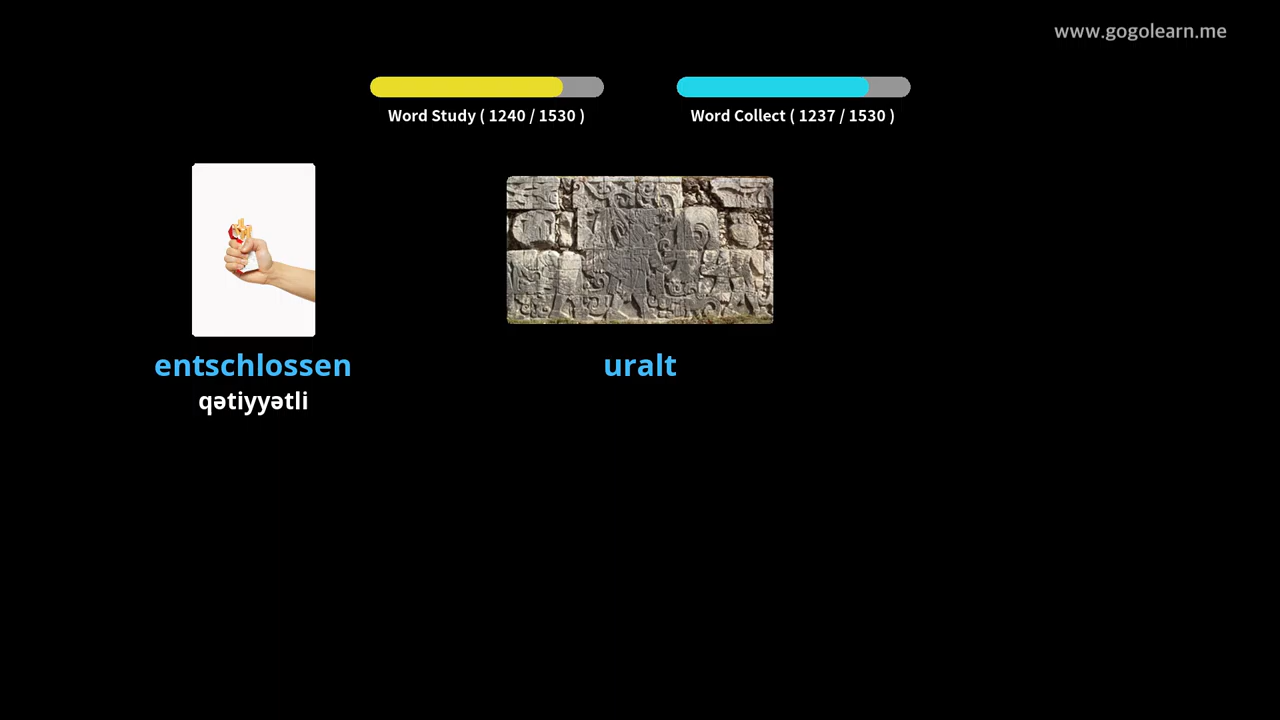 www.gogolearn.me
Word Study ( 1240 / 1530 )
Word Collect ( 1237 / 1530 )
entschlossen
uralt
qətiyyətli